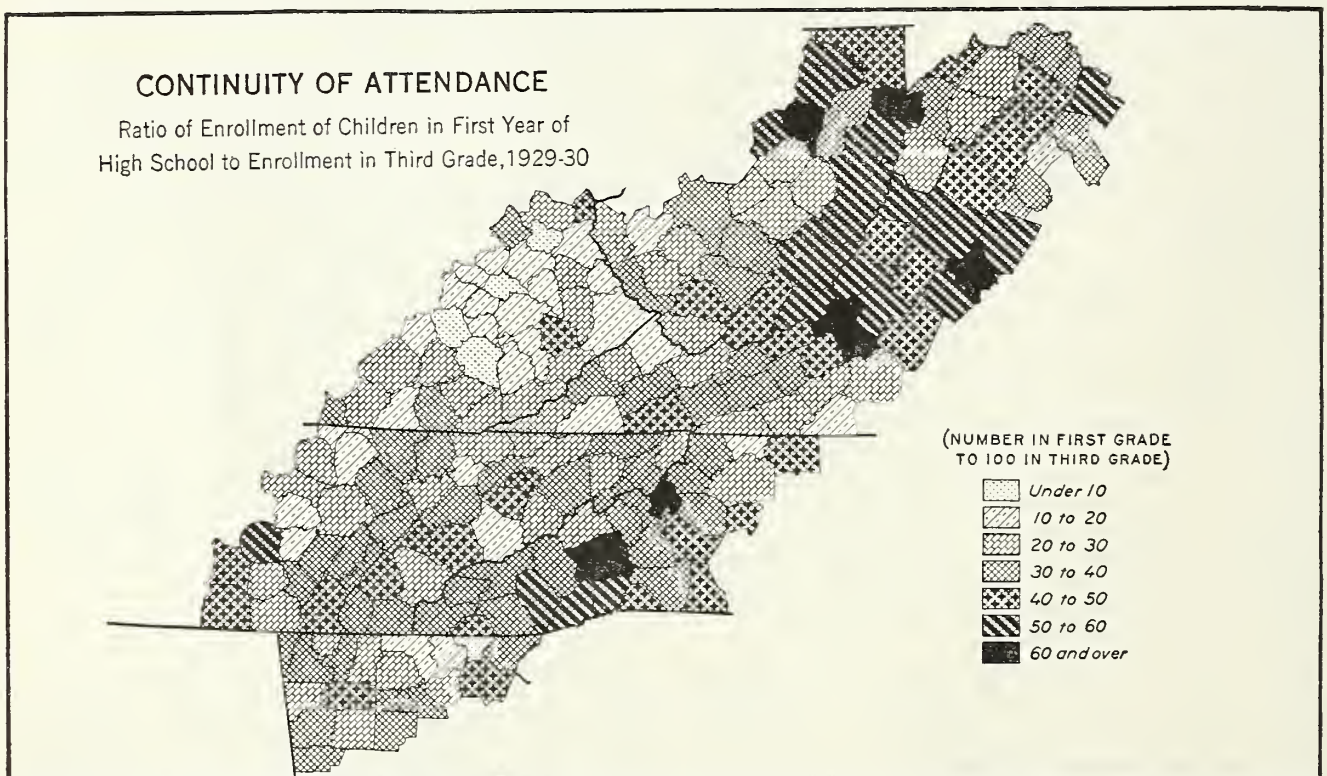 CONTINUITY OF ATTENDANCE
Ratio of Enrollment of Children in First Year of
High School to Enrollment in Third Grade, 1929-30
(NUMBER IN FIRST GRADE
TO 100 IN THIRD GRADE)
Under 10
10 to 20
20 to 30
30 to 40
40 to 50
50 to 60
60 and over